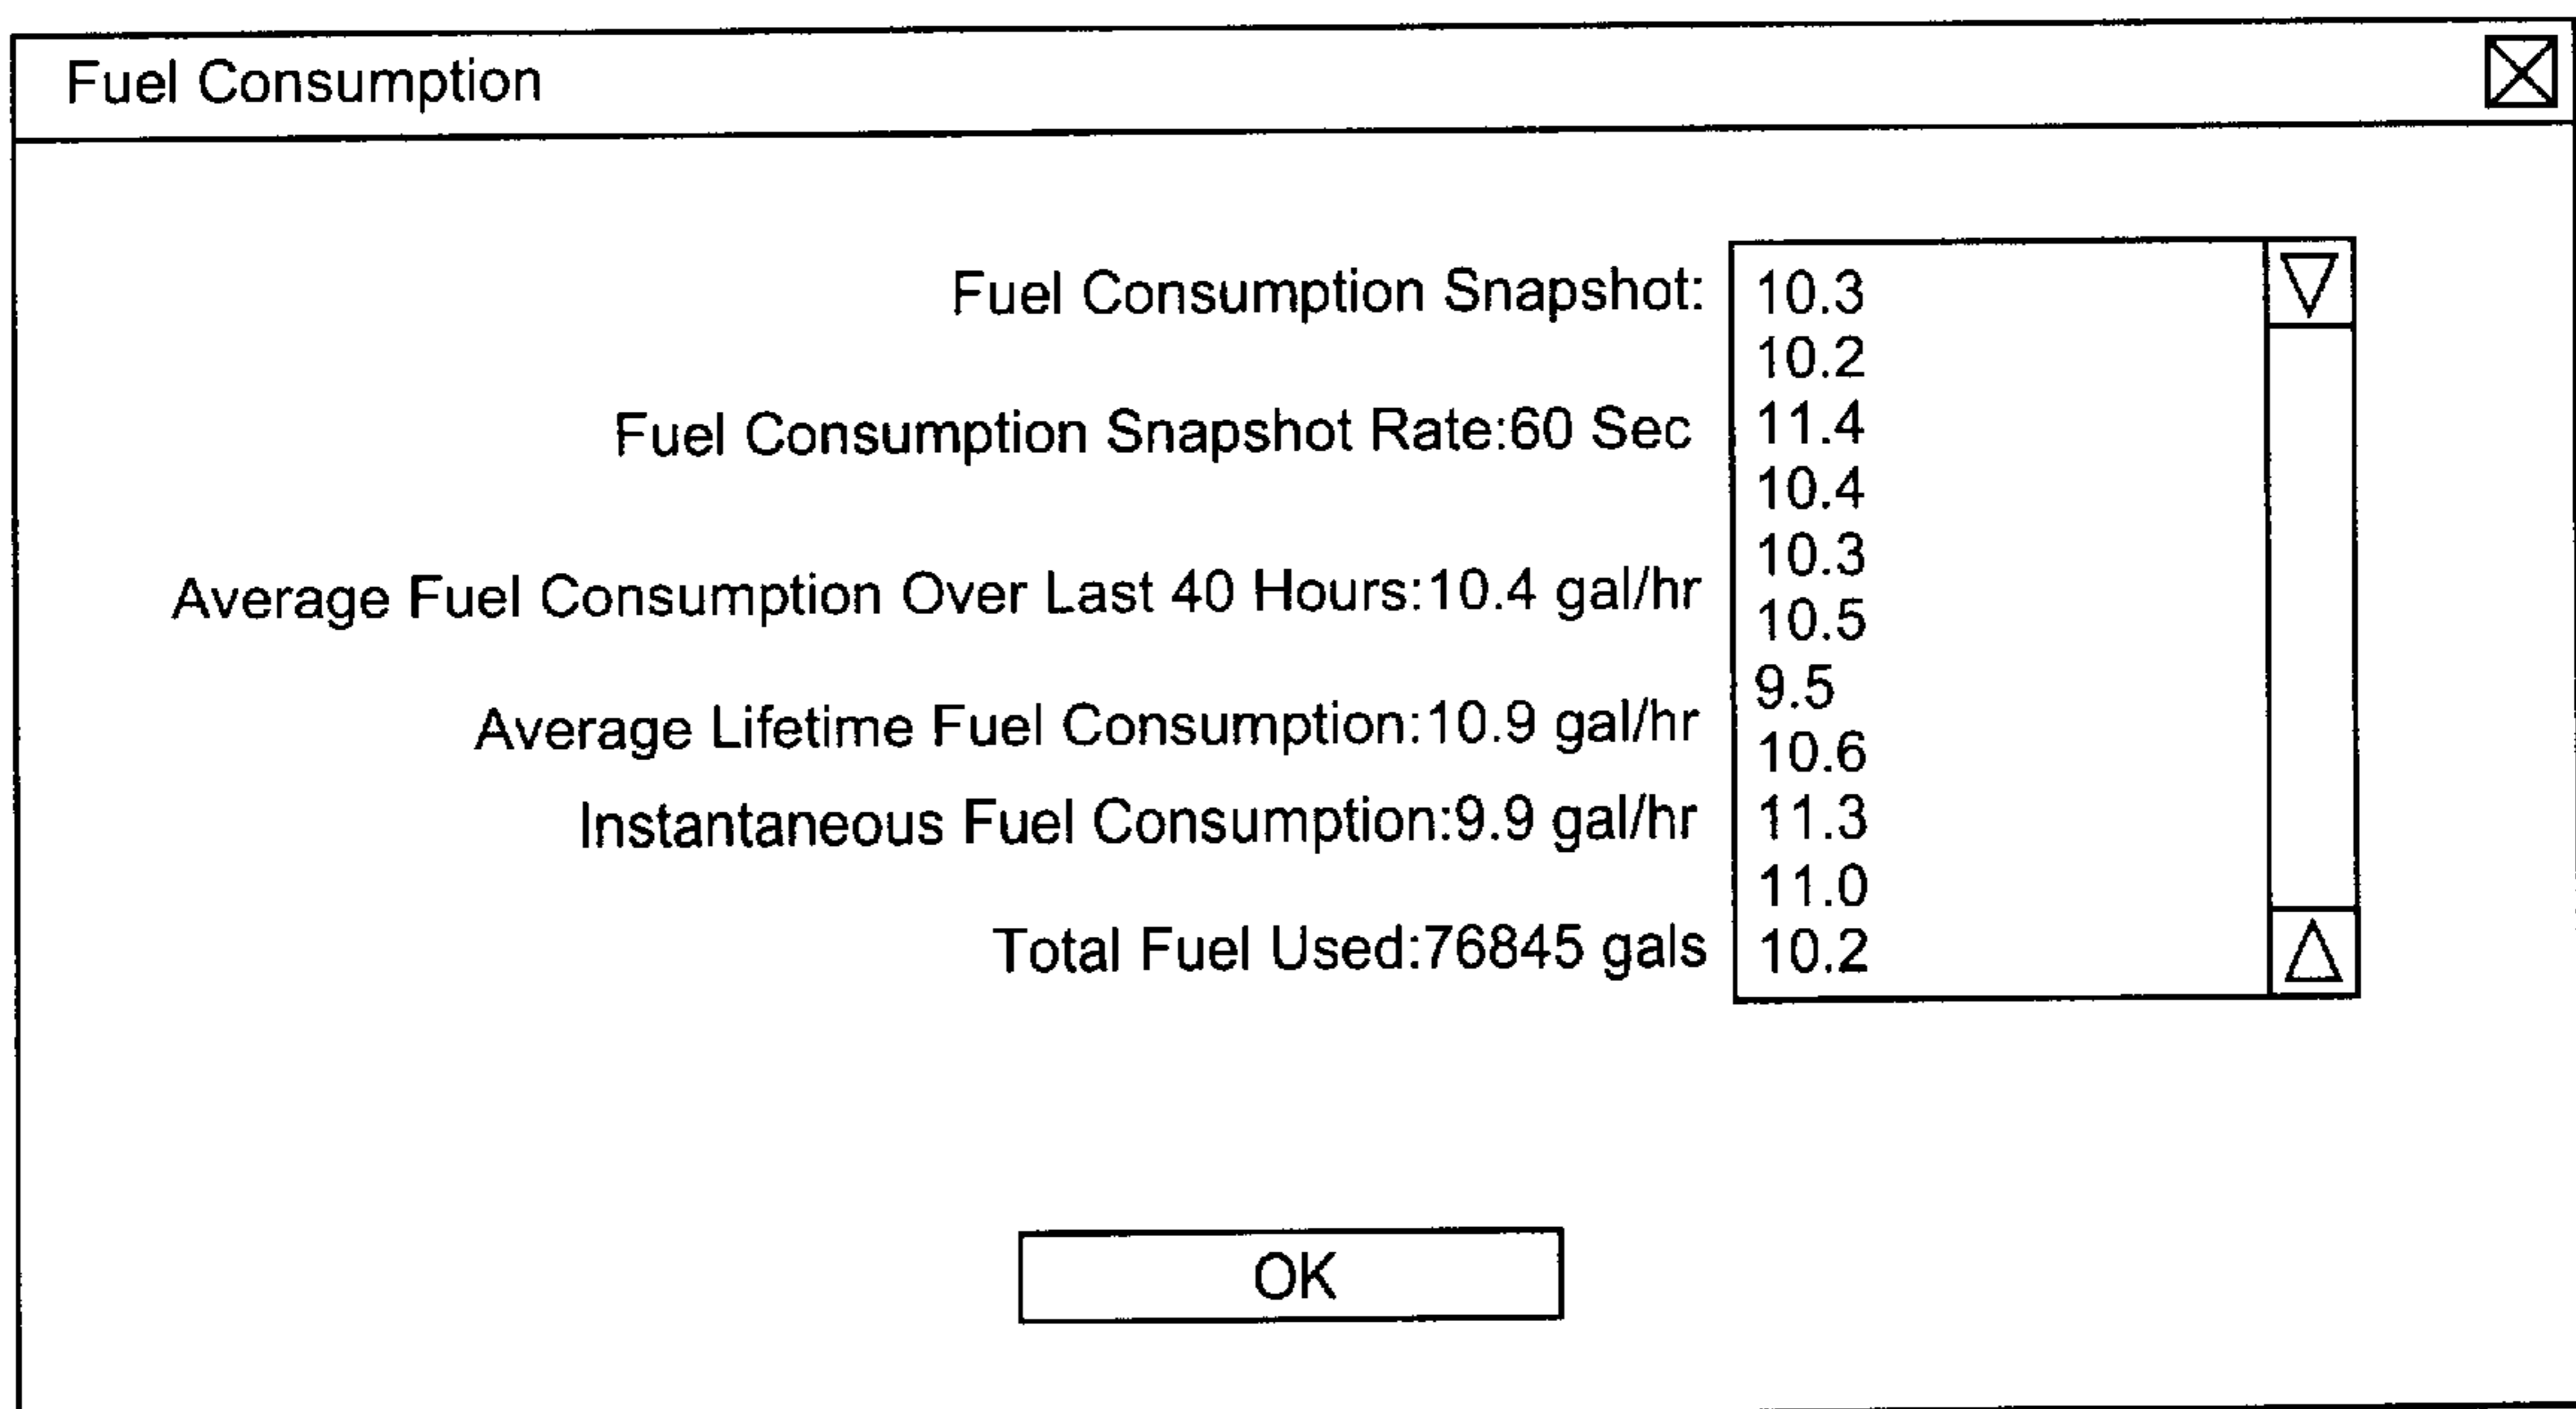 Fuel Consumption
Fuel Consumption Snapshot:
Fuel Consumption Snapshot Rate:60 Sec
Average Fuel Consumption Over Last 40 Hours:10.4 gal/hr
Average Lifetime Fuel Consumption:10.9 gal/hr
Instantaneous Fuel Consumption:9.9 gal/hr
Total Fuel Used:76845 gals
10.3
10.2
11.4
10.4
10.3
10.5
9.5
10.6
11.3
11.0
10.2
OK